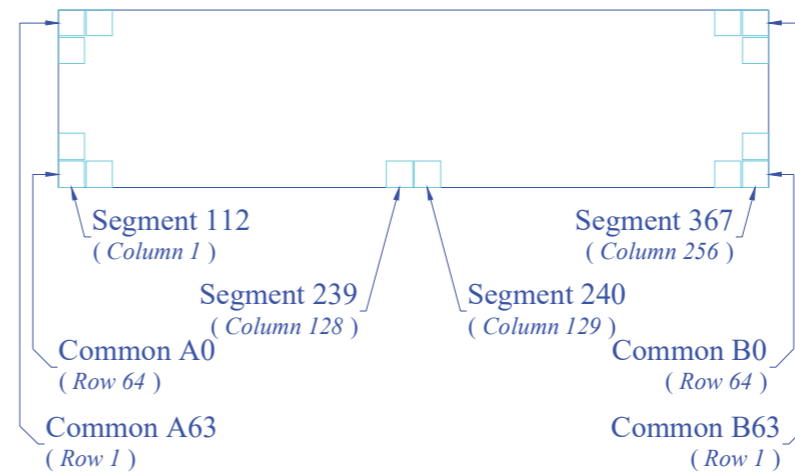 Segment 112
( Column 1 )
Segment 367
( Column 256 )
Segment 239
( Column 128 )
Segment 240
( Column 129 )
Common A0
( Row 64 )
Common B0
( Row 64 )
Common A63
( Row 1 )
Common B63
( Row 1 )